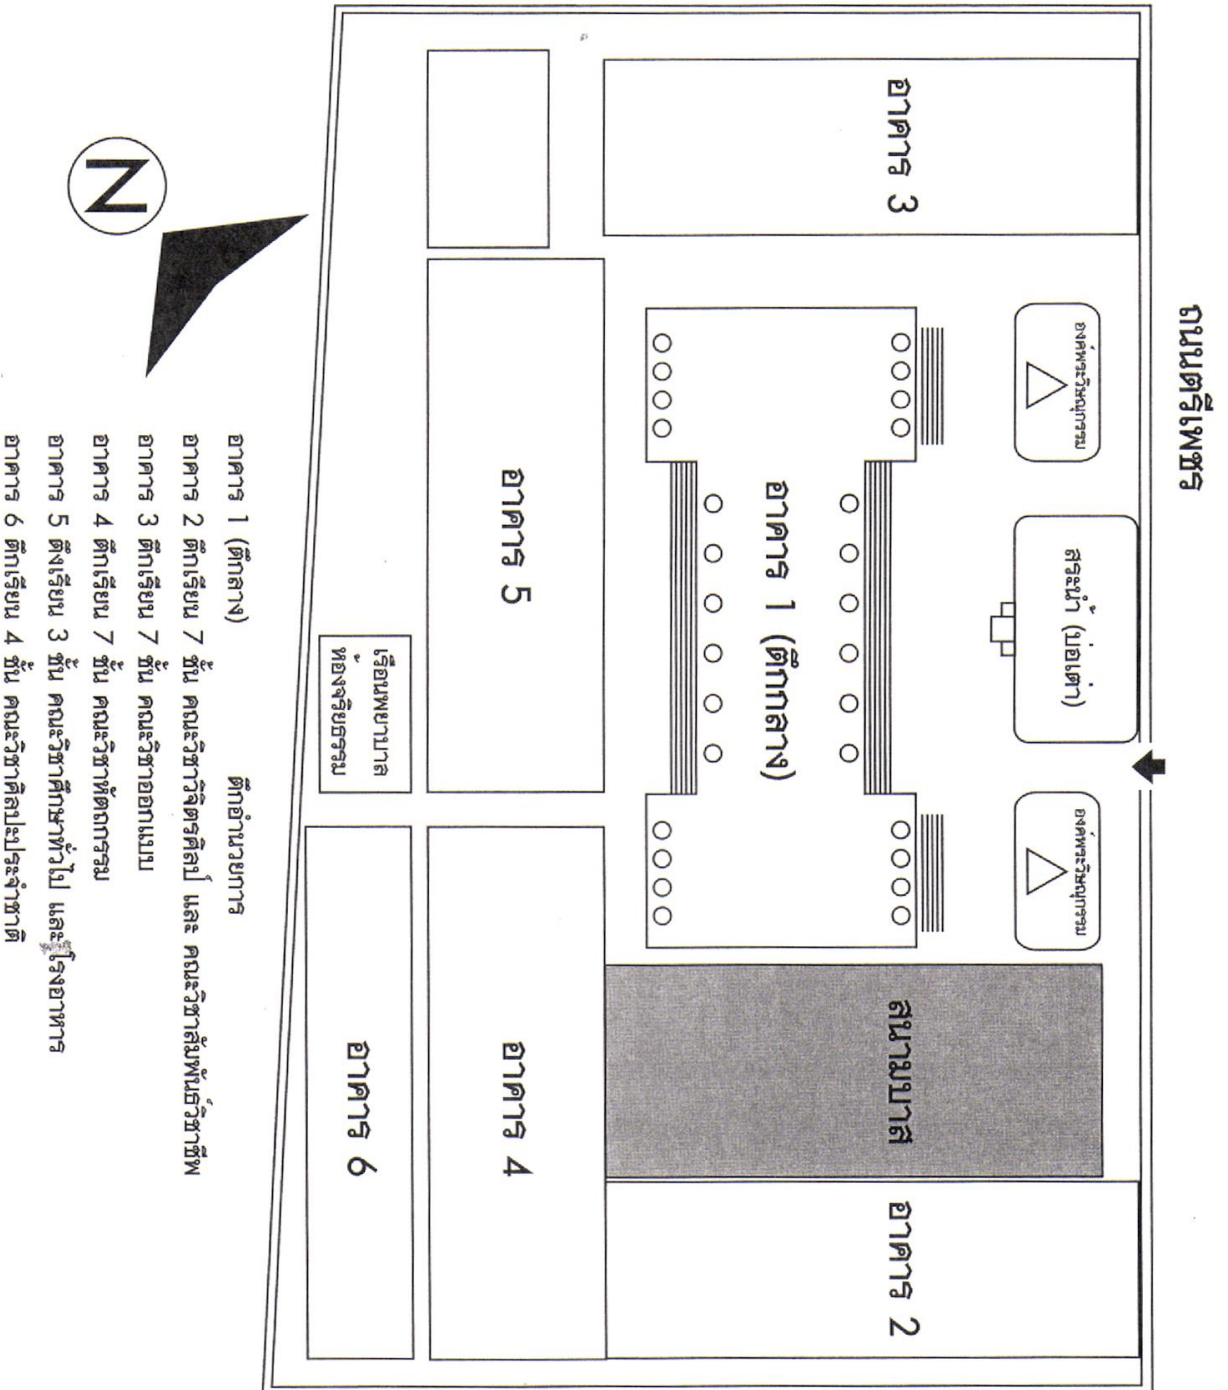 ถนนตรีเพชร
อาคาร 3
องค์พระวิษณุกรรม
สระน้ำ (บ่อเต่า)
องค์พระวิษณุกรรม
อาคาร 1 (ตึกกลาง)
สนามบาส
อาคาร 2
อาคาร 5
อาคาร 4
เรือนพยาบาล
ห้องจริยธรรม
อาคาร 6
N
อาคาร 1 (ตึกลาง) ตึกอำนวยการ
อาคาร 2 ตึกเรียน 7 ชั้น คณะวิชาวิจิตรศิลป์ และ คณะวิชาสัมพันธ์วิชาชีพ
อาคาร 3 ตึกเรียน 7 ชั้น คณะวิชาออกแบบ
อาคาร 4 ตึกเรียน 7 ชั้น คณะวิชาหัตถกรรม
อาคาร 5 ตึงเรียน 3 ชั้น คณะวิชาศึกษาทั่วไป และ โรงอาหาร
อาคาร 6 ตึกเรียน 4 ชั้น คณะวิชาศิลปะประจำชาติ